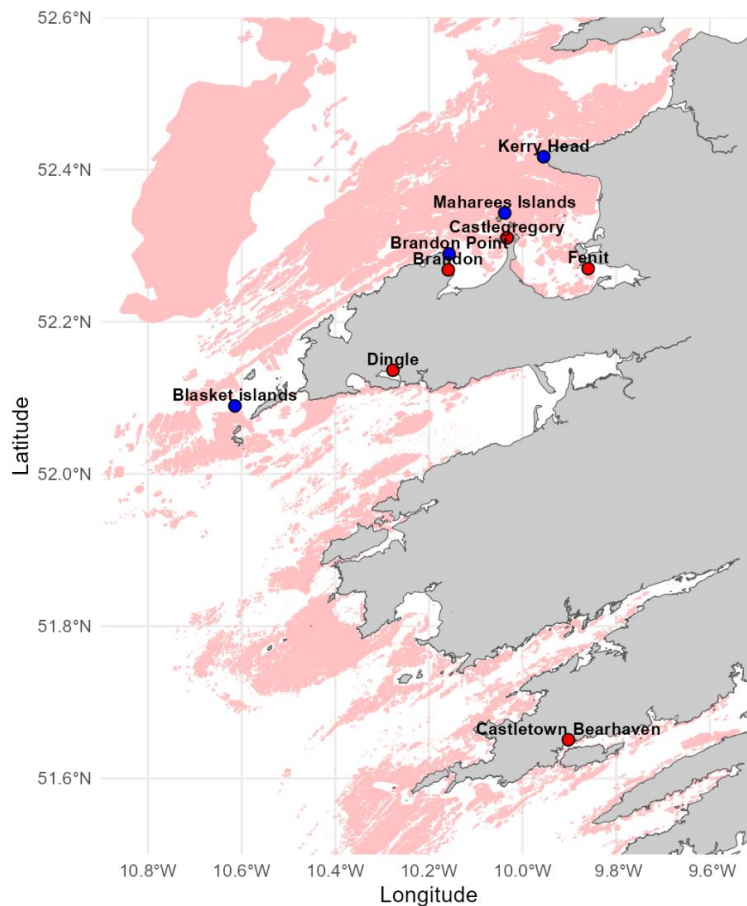 52.6°N
52.4°N
52.2°N
52.0°N
51.8°N
51.6°N
Latitude
Kerry Head
Maharees Islands
Castlegregory
Brandon Point
Brandon
Fenit
Dingle
Blasket islands
Castletown Bearhaven
10.8°W 10.6°W 10.4°W 10.2°W 10.0°W 9.8°W 9.6°W
Longitude